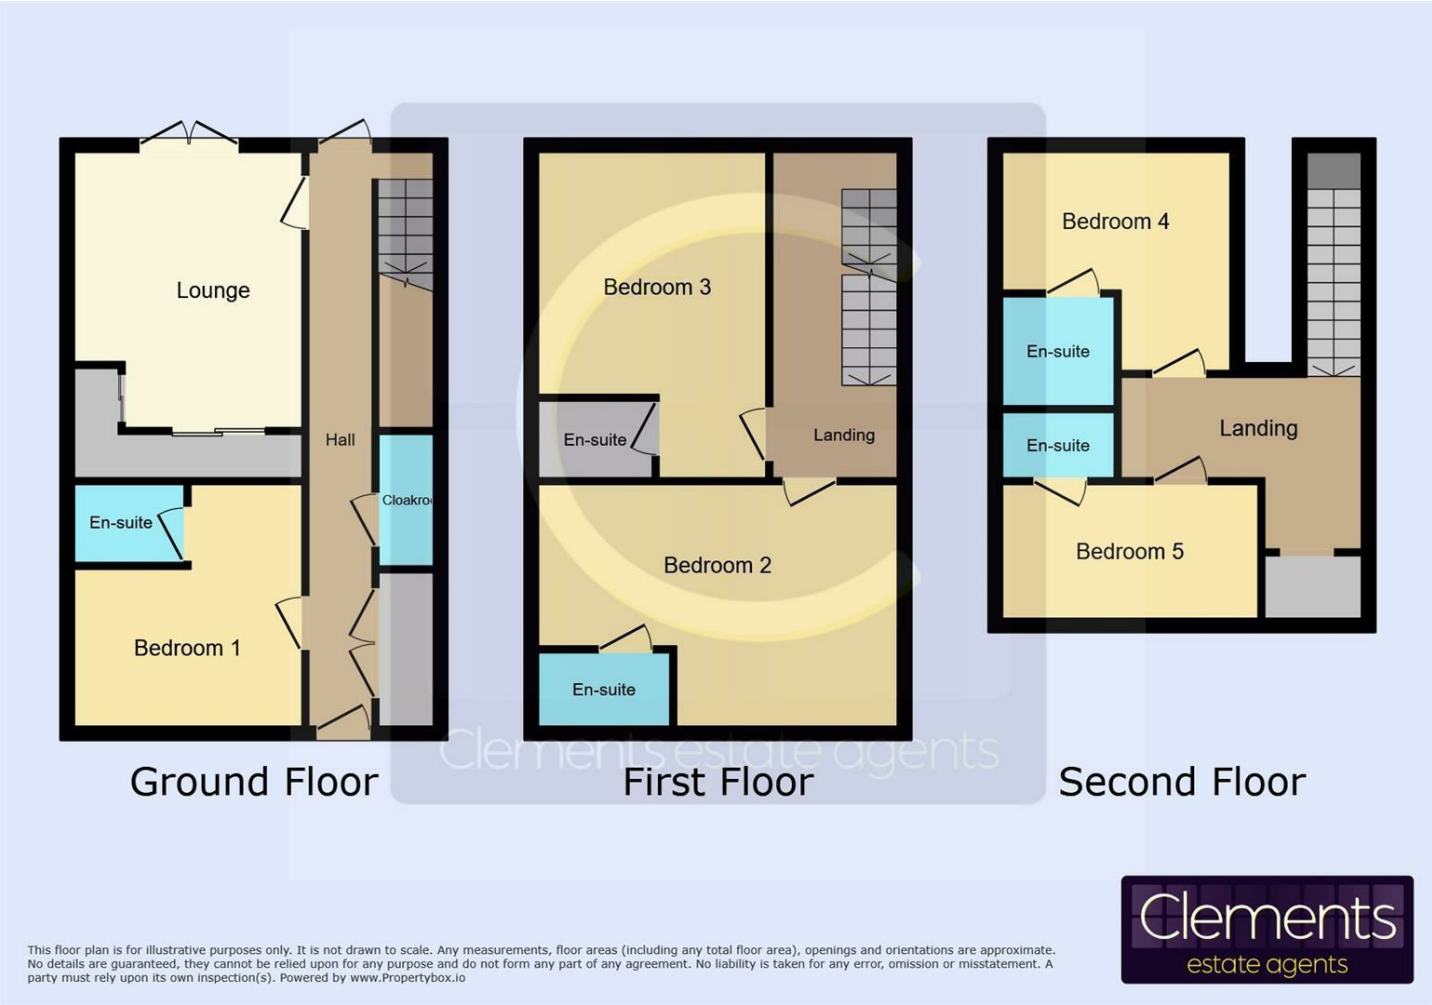 Lounge
Hall
Cloakroo
En-suite
Bedroom 1
Ground Floor
Bedroom 3
En-suite
Landing
Bedroom 2
En-suite
First Floor
Bedroom 4
En-suite
En-suite
Landing
Bedroom 5
Second Floor
Clements estate agents
Clements
estate agents
This floor plan is for illustrative purposes only. It is not drawn to scale. Any measurements, floor areas (including any total floor area), openings and orientations are approximate.
No details are guaranteed, they cannot be relied upon for any purpose and do not form any part of any agreement. No liability is taken for any error, omission or misstatement. A
party must rely upon its own inspection(s). Powered by www.Propertybox.io